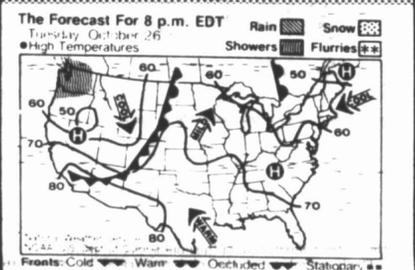 The Forecast For 8 p.m. EDT
Tuesday, October 26
●High Temperatures
Rain
Snow
Showers
Flurries
60
60
50
H
COOL
COOL
60
50
H
MILD
60
70
80
H
70
80
WARM
Fronts: Cold Warm Occluded Stationary